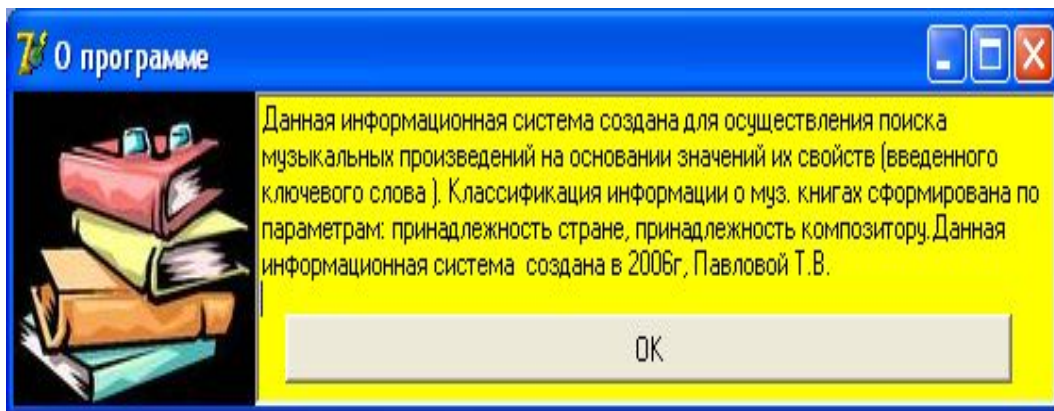 О программе
Данная информационная система создана для осуществления поиска
музыкальных произведений на основании значений их свойств (введенного
ключевого слова ). Классификация информации о муз. книгах сформирована по
параметрам: принадлежность стране, принадлежность композитору.Данная
информационная система  создана в 2006г, Павловой Т.В.
OK